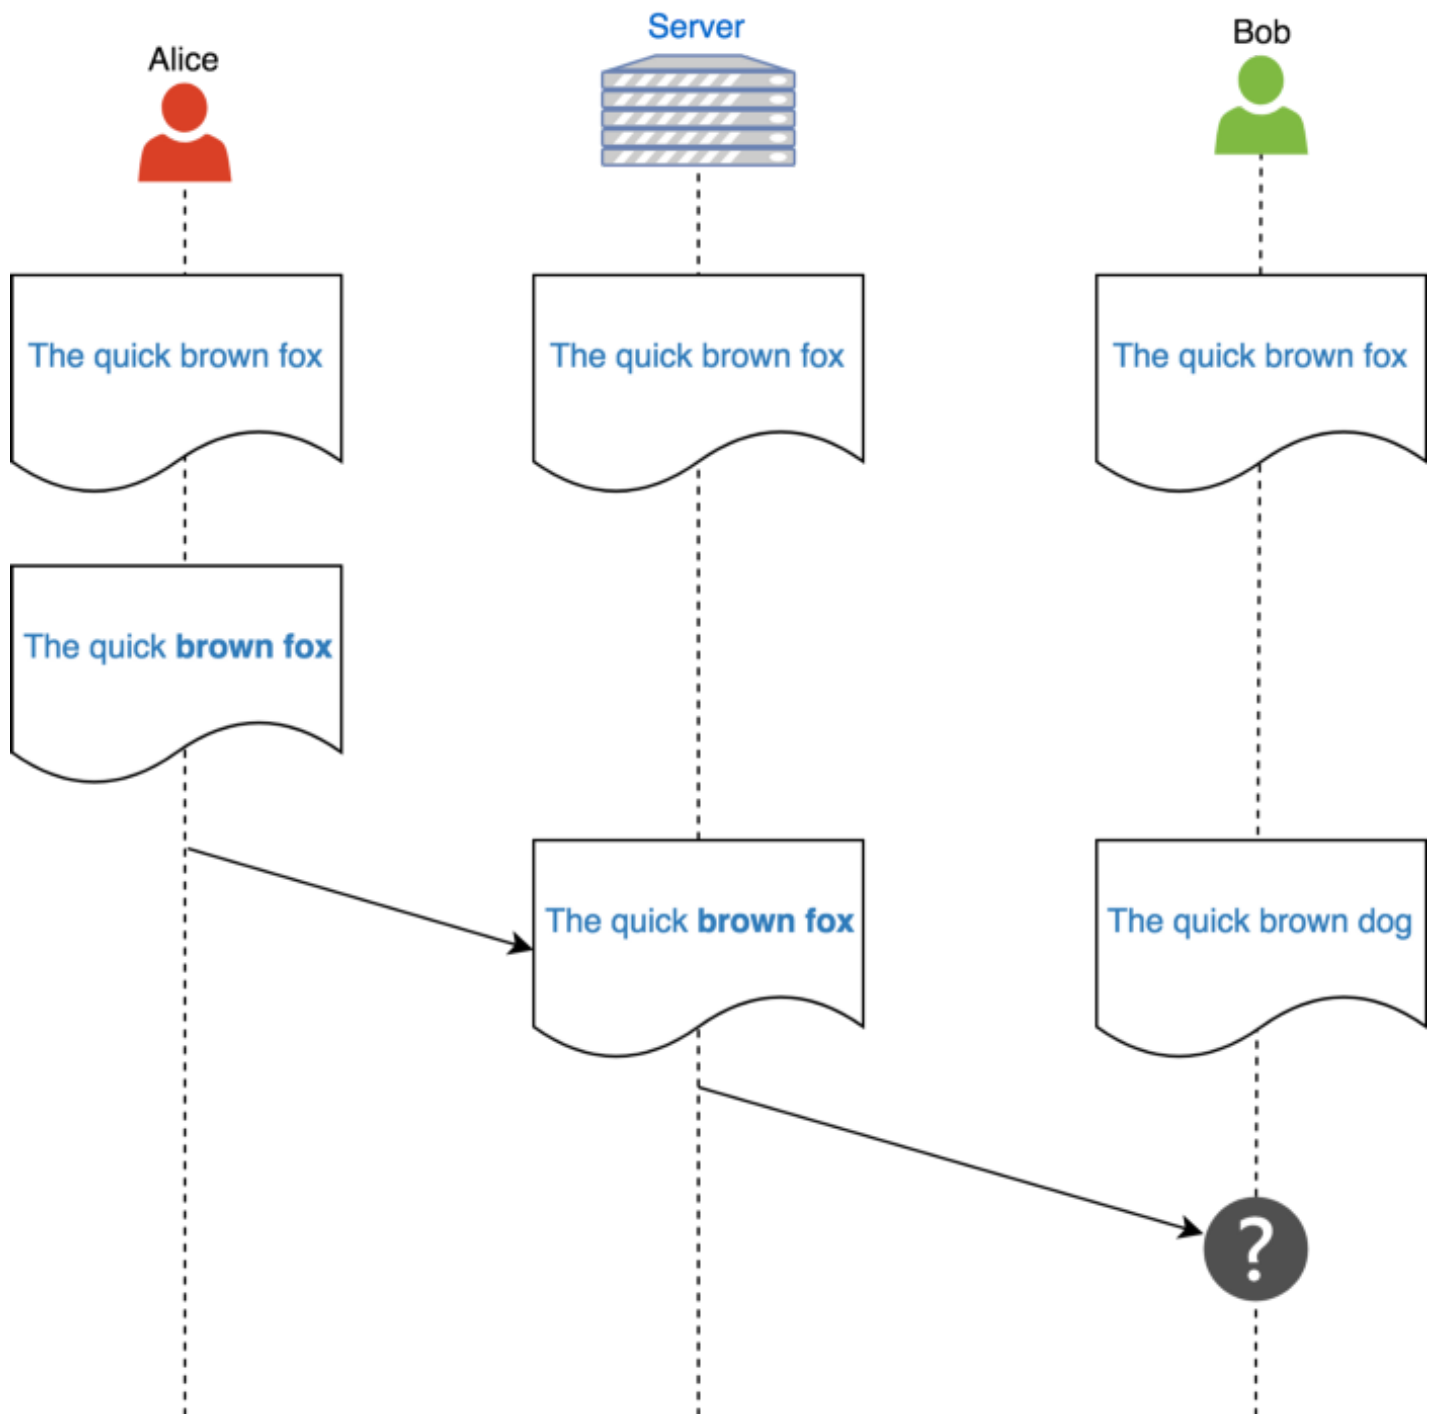 Server
Bob
Alice
The quick brown fox
The quick brown fox
The quick brown fox
The quick brown fox
The quick brown fox
The quick brown dog
?